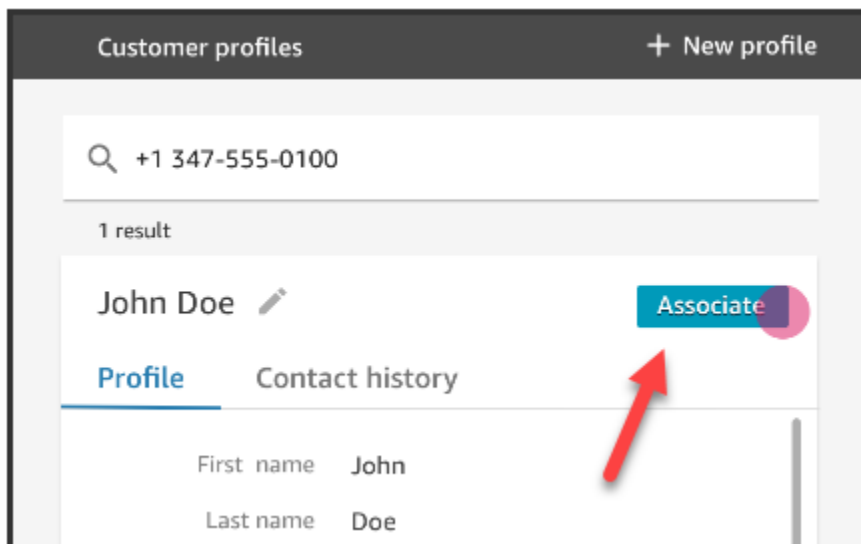 Customer profiles + New profile
+1 347-555-0100
1 result
John Doe
Associate
Profile Contact history
First name John
Last name Doe